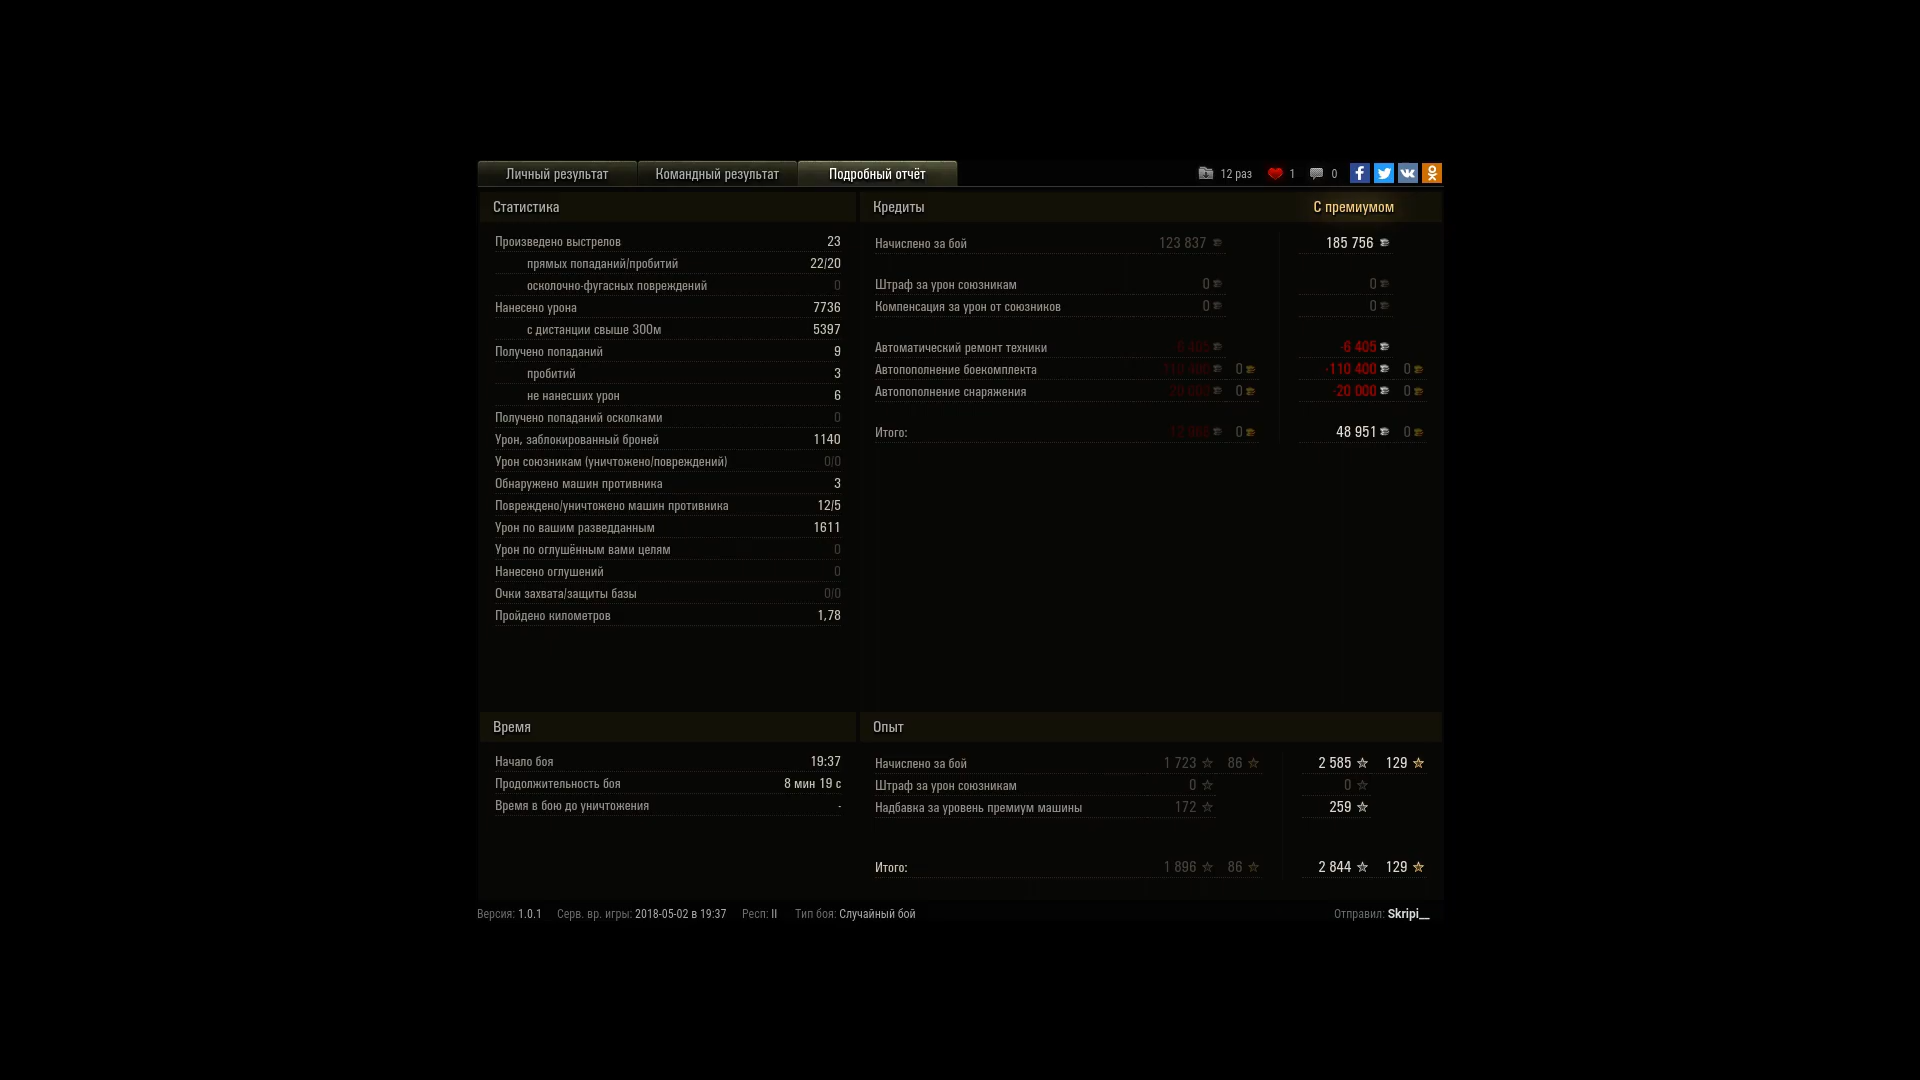 Личный результат Командный результат Подробный отчёт 12 раз 1 0
Статистика
Произведено выстрелов 23
прямых попаданий/пробитий 22/20
осколочно-фугасных повреждений 0
Нанесено урона 7736
с дистанции свыше 300м 5397
Получено попаданий 9
пробитий 3
не нанесших урон 6
Получено попаданий осколками 0
Урон, заблокированный броней 1140
Урон союзникам (уничтожено/повреждений) 0/0
Обнаружено машин противника 3
Повреждено/уничтожено машин противника 12/5
Урон по вашим разведданным 1611
Урон по оглушённым вами целям 0
Нанесено оглушений 0
Очки захвата/защиты базы 0/0
Пройдено километров 1,78
Кредиты С премиумом
Начислено за бой 123 837 185 756
Штраф за урон союзникам 0 0
Компенсация за урон от союзников 0 0
Автоматический ремонт техники -6 405 -6 405
Автопополнение боекомплекта -110 400 0 -110 400 0
Автопополнение снаряжения -20 000 0 -20 000 0
Итого: 0 48 951 0
Время
Начало боя 19:37
Продолжительность боя 8 мин 19 с
Время в бою до уничтожения -
Опыт
Начислено за бой 1 723 86 2 585 129
Штраф за урон союзникам 0 0
Надбавка за уровень премиум машины 172 259
Итого: 1 896 86 2 844 129
Версия: 1.0.1 Серв. вр. игры: 2018-05-02 в 19:37 Респ: II Тип боя: Случайный бой Отправил: Skripi__